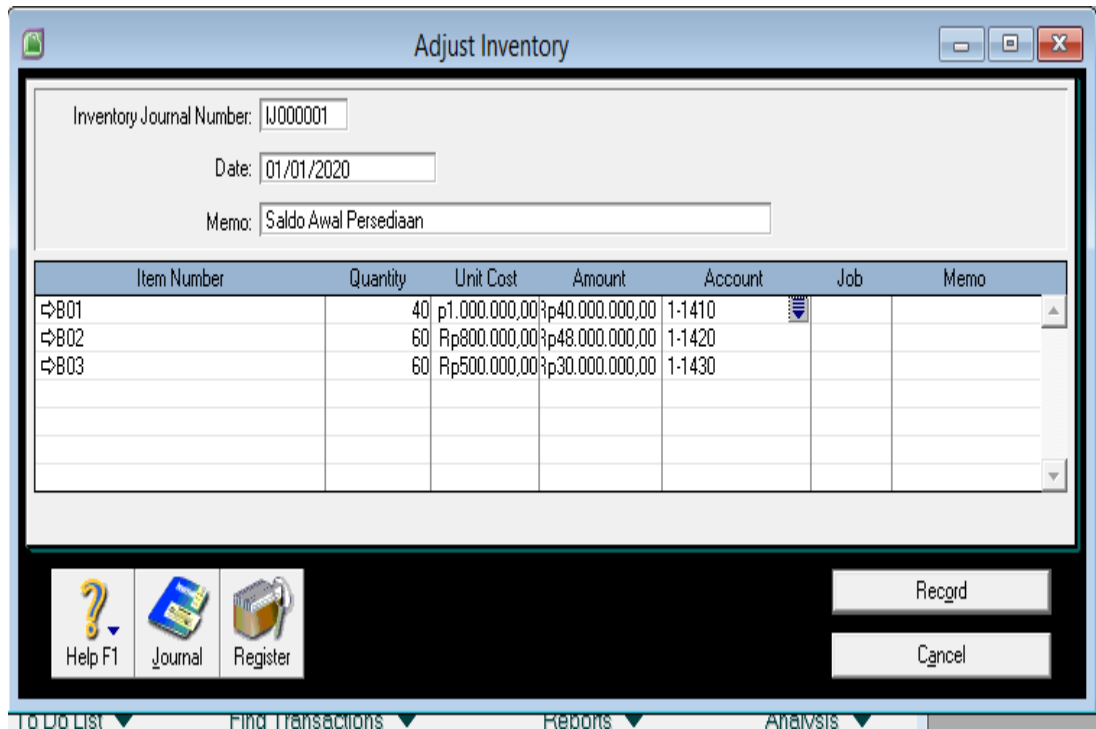 Adjust Inventory
Inventory Journal Number: IJ000001
Date: 01/01/2020
Memo: Saldo Awal Persediaan
Item Number Quantity Unit Cost Amount Account Job Memo
B01 40 p1.000.000,00 Rp40.000.000,00 1-1410
B02 60 Rp800.000,00 Rp48.000.000,00 1-1420
B03 60 Rp500.000,00 Rp30.000.000,00 1-1430
Record
Help F1 Journal Register
Cancel
To Do List Find Transactions Reports Analysis